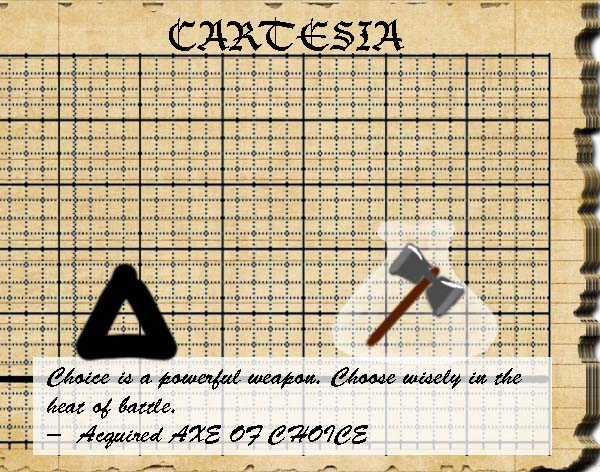 CARTESIA
Choice is a powerful weapon. Choose wisely in the
heat of battle.
– Acquired AXE OF CHOICE